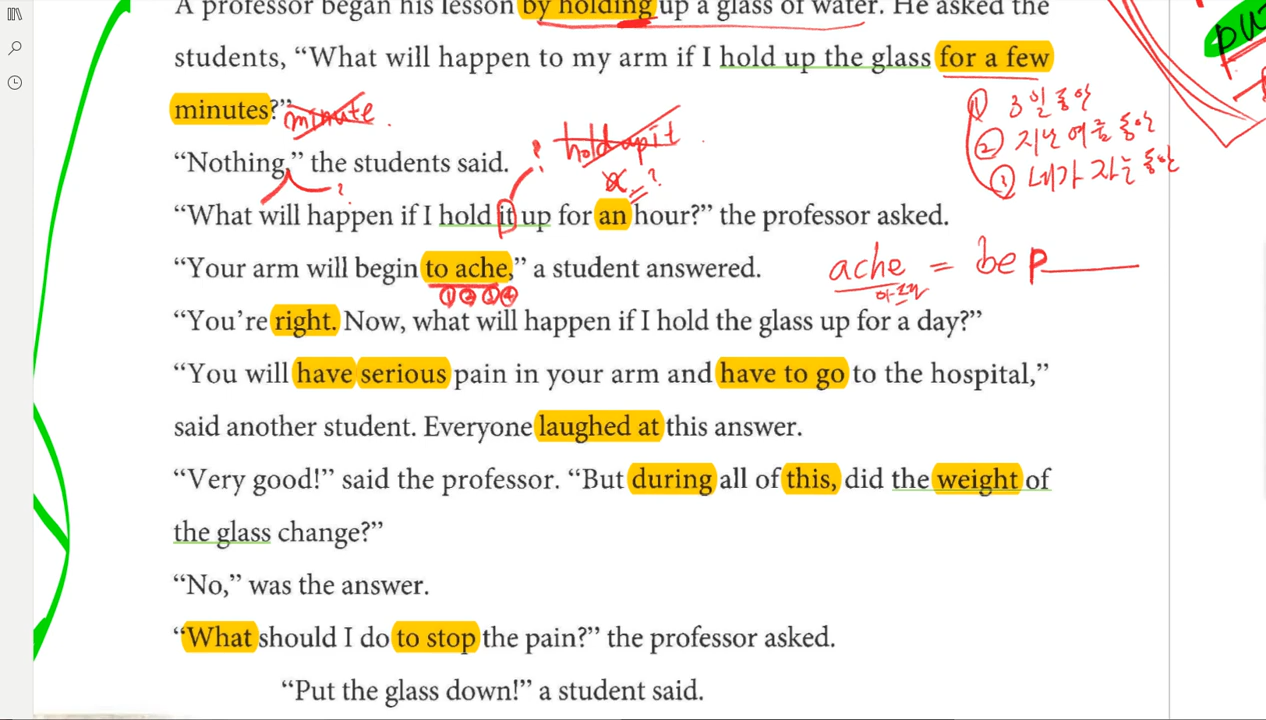 A professor began his lesson by holding up a glass of water. He asked the
students, “What will happen to my arm if I hold up the glass for a few
minutes?”
minute
① 3일 동안
② 지난 여름 동안
③ 네가 자는 동안
“Nothing,” the students said.
? hold up it
?
a ?
“What will happen if I hold it up for an hour?” the professor asked.
“Your arm will begin to ache,” a student answered.
① ② ③ ④
ache = be p
아프다
“You’re right. Now, what will happen if I hold the glass up for a day?”
“You will have serious pain in your arm and have to go to the hospital,”
said another student. Everyone laughed at this answer.
“Very good!” said the professor. “But during all of this, did the weight of
the glass change?”
“No,” was the answer.
“What should I do to stop the pain?” the professor asked.
“Put the glass down!” a student said.